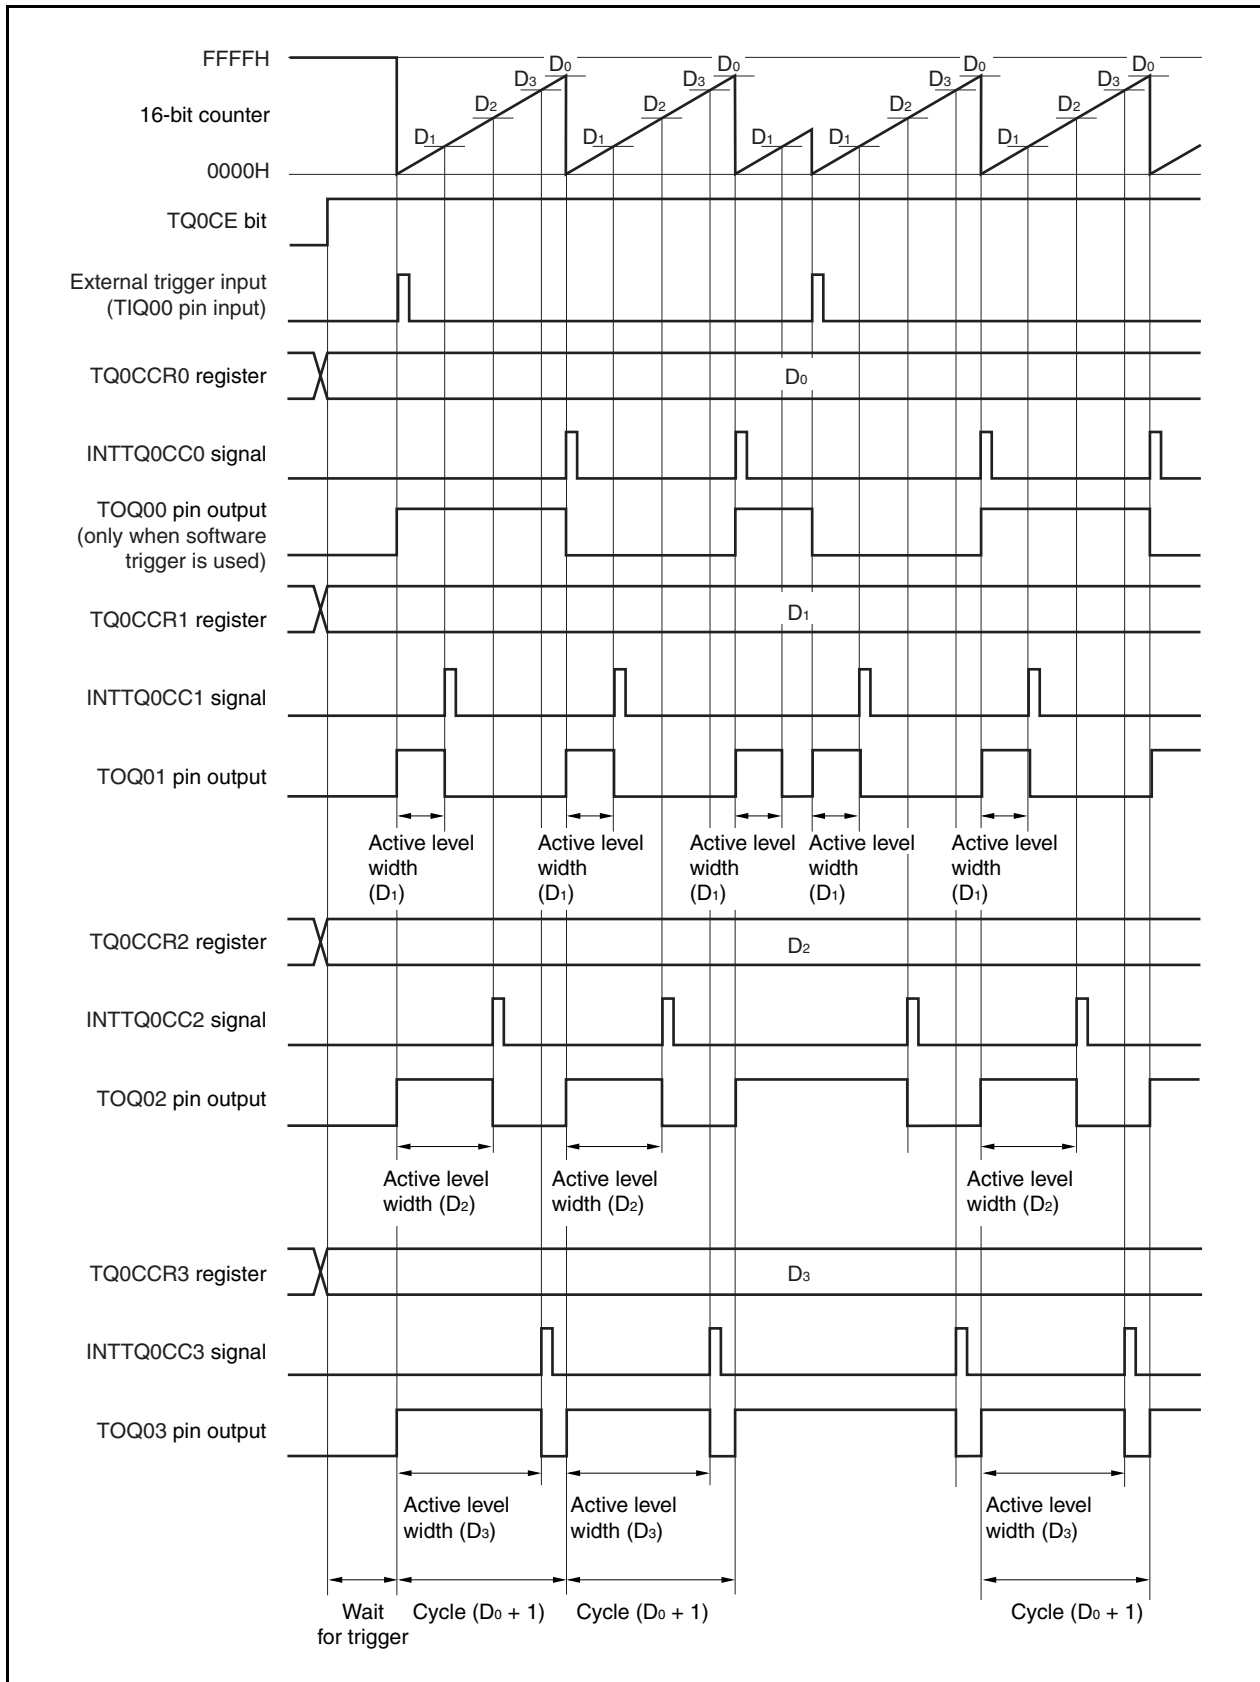 FFFFH
D0 D0 D0 D0
D3 D3 D3 D3
D2 D2 D2 D2
16-bit counter
D1 D1 D1 D1 D1
0000H
TQ0CE bit
External trigger input
(TIQ00 pin input)
TQ0CCR0 register
D0
INTTQ0CC0 signal
TOQ00 pin output
(only when software
trigger is used)
TQ0CCR1 register
D1
INTTQ0CC1 signal
TOQ01 pin output
Active level width (D1)
Active level width (D1)
Active level width (D1)
Active level width (D1)
Active level width (D1)
TQ0CCR2 register
D2
INTTQ0CC2 signal
TOQ02 pin output
Active level width (D2)
Active level width (D2)
Active level width (D2)
TQ0CCR3 register
D3
INTTQ0CC3 signal
TOQ03 pin output
Active level width (D3)
Active level width (D3)
Active level width (D3)
Wait
for trigger
Cycle (D0 + 1)
Cycle (D0 + 1)
Cycle (D0 + 1)